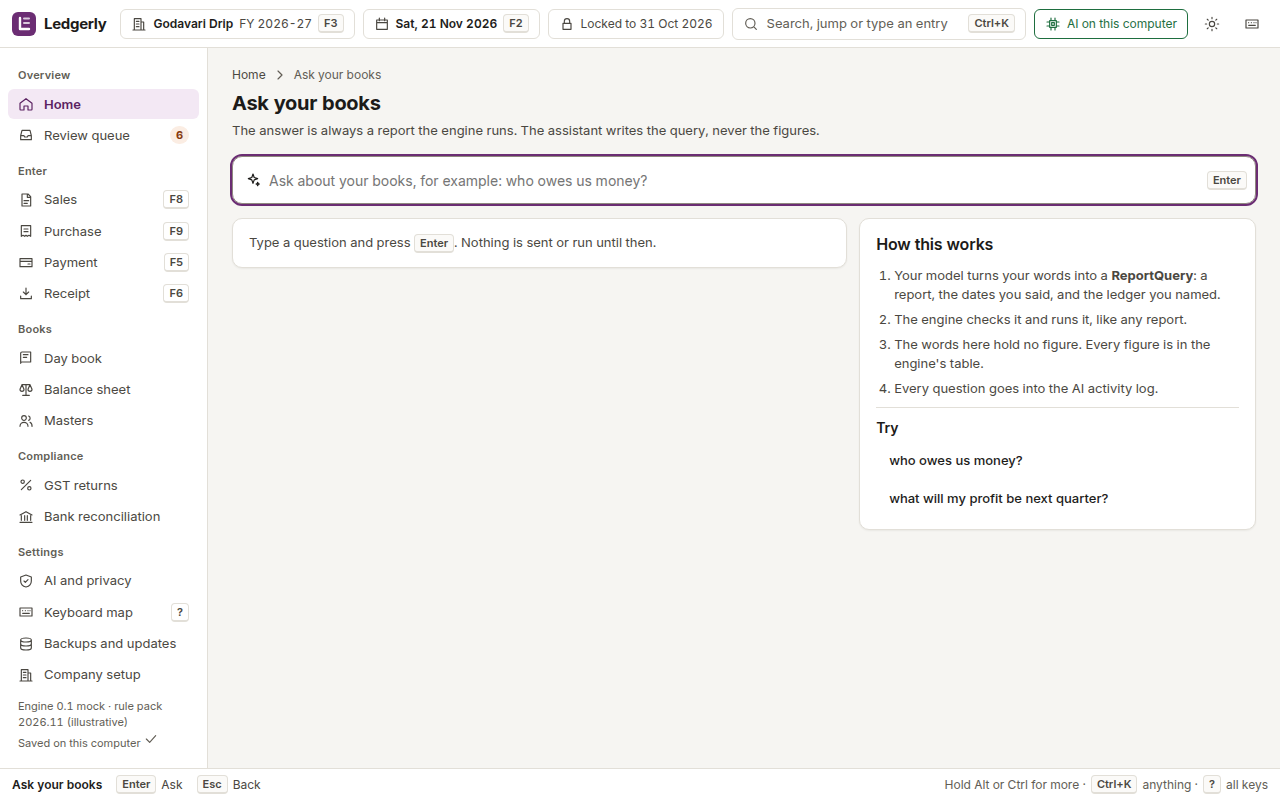 Ledgerly
Godavari Drip FY 2026-27 F3
Sat, 21 Nov 2026 F2
Locked to 31 Oct 2026
Search, jump or type an entry Ctrl+K
AI on this computer
Overview
Home
Review queue 6
Enter
Sales F8
Purchase F9
Payment F5
Receipt F6
Books
Day book
Balance sheet
Masters
Compliance
GST returns
Bank reconciliation
Settings
AI and privacy
Keyboard map ?
Backups and updates
Company setup
Engine 0.1 mock · rule pack
2026.11 (illustrative)
Saved on this computer
Home > Ask your books
Ask your books
The answer is always a report the engine runs. The assistant writes the query, never the figures.
Ask about your books, for example: who owes us money? Enter
Type a question and press Enter. Nothing is sent or run until then.
How this works
1. Your model turns your words into a ReportQuery: a
report, the dates you said, and the ledger you named.
2. The engine checks it and runs it, like any report.
3. The words here hold no figure. Every figure is in the
engine's table.
4. Every question goes into the AI activity log.
Try
who owes us money?
what will my profit be next quarter?
Ask your books Enter Ask Esc Back
Hold Alt or Ctrl for more · Ctrl+K anything · ? all keys